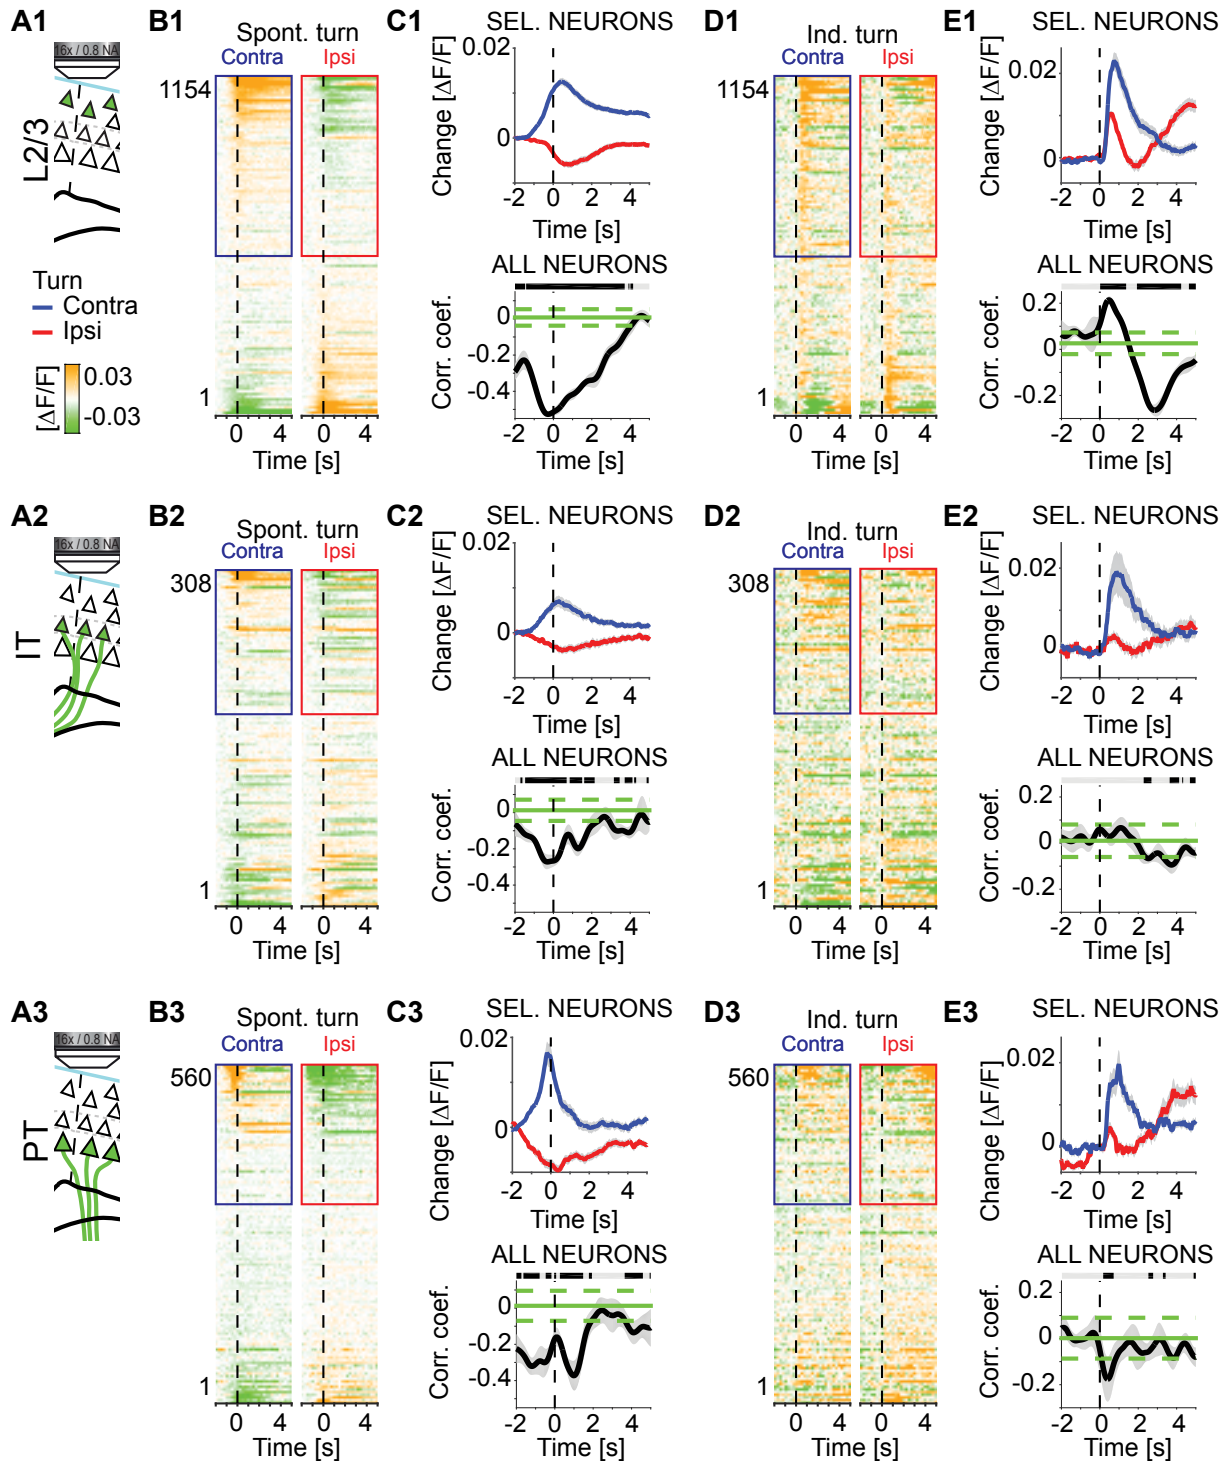 A1
16x / 0.8 NA
L2/3
Turn
Contra
Ipsi
[ΔF/F]
0.03
-0.03
B1
Spont. turn
Contra
Ipsi
1154
1
0 4 0 4
Time [s]
C1
SEL. NEURONS
Change [ΔF/F]
0.02
0
-2 0 2 4
Time [s]
ALL NEURONS
Corr. coef.
0
-0.2
-0.4
-2 0 2 4
Time [s]
D1
Ind. turn
Contra
Ipsi
1154
1
0 4 0 4
Time [s]
E1
SEL. NEURONS
Change [ΔF/F]
0.02
0
-2 0 2 4
Time [s]
ALL NEURONS
Corr. coef.
0.2
0
-0.2
-2 0 2 4
Time [s]
A2
16x / 0.8 NA
IT
B2
Spont. turn
Contra
Ipsi
308
1
0 4 0 4
Time [s]
C2
SEL. NEURONS
Change [ΔF/F]
0.02
0
-2 0 2 4
Time [s]
ALL NEURONS
Corr. coef.
0
-0.2
-0.4
-2 0 2 4
Time [s]
D2
Ind. turn
Contra
Ipsi
308
1
0 4 0 4
Time [s]
E2
SEL. NEURONS
Change [ΔF/F]
0.02
0
-2 0 2 4
Time [s]
ALL NEURONS
Corr. coef.
0.2
0
-0.2
-2 0 2 4
Time [s]
A3
16x / 0.8 NA
PT
B3
Spont. turn
Contra
Ipsi
560
1
0 4 0 4
Time [s]
C3
SEL. NEURONS
Change [ΔF/F]
0.02
0
-2 0 2 4
Time [s]
ALL NEURONS
Corr. coef.
0
-0.2
-0.4
-2 0 2 4
Time [s]
D3
Ind. turn
Contra
Ipsi
560
1
0 4 0 4
Time [s]
E3
SEL. NEURONS
Change [ΔF/F]
0.02
0
-2 0 2 4
Time [s]
ALL NEURONS
Corr. coef.
0.2
0
-0.2
-2 0 2 4
Time [s]